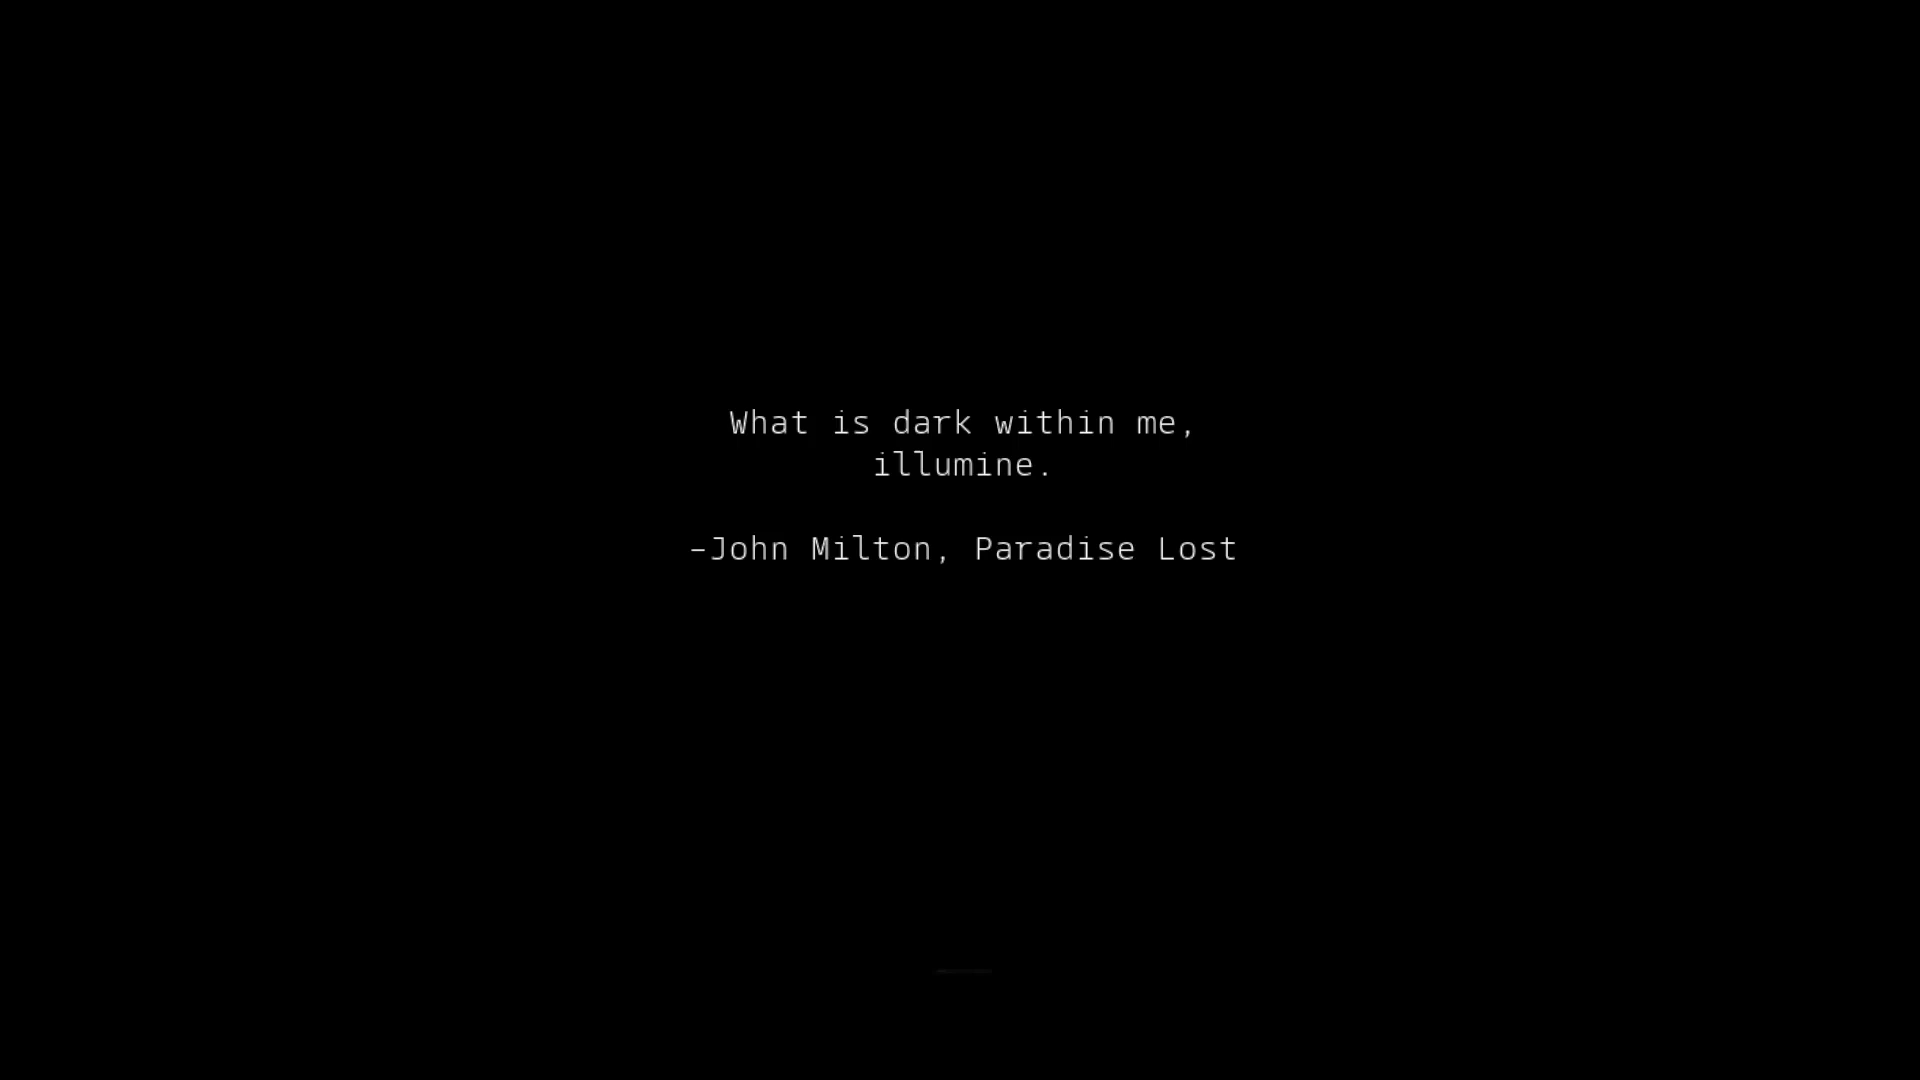 What is dark within me,
illumine.
–John Milton, Paradise Lost